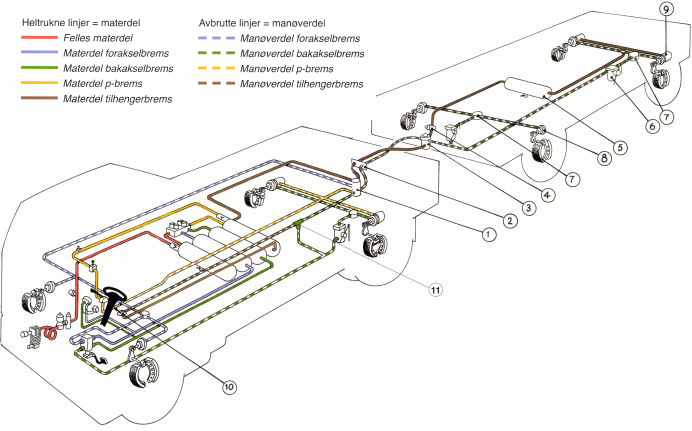 Heltrukne linjer = materdel
Felles materdel
Materdel forakselbrems
Materdel bakakselbrems
Materdel p-brems
Materdel tilhengerbrems
Avbrutte linjer = manøverdel
Manøverdel forakselbrems
Manøverdel bakakselbrems
Manøverdel p-brems
Manøverdel tilhengerbrems
9
7
6
5
8
7
4
3
2
1
11
10